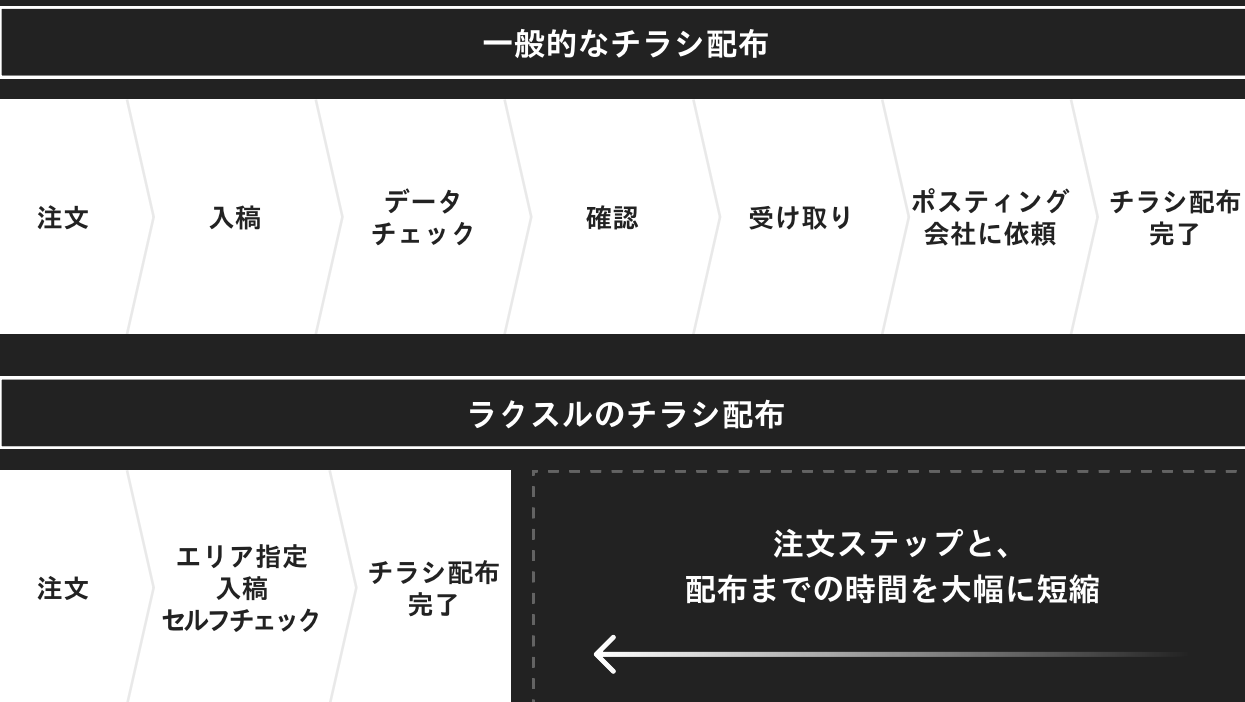 一般的なチラシ配布
注文
入稿
データ
チェック
確認
受け取り
ポスティング
会社に依頼
チラシ配布
完了
ラクスルのチラシ配布
注文
エリア指定
入稿
セルフチェック
チラシ配布
完了
注文ステップと、
配布までの時間を大幅に短縮